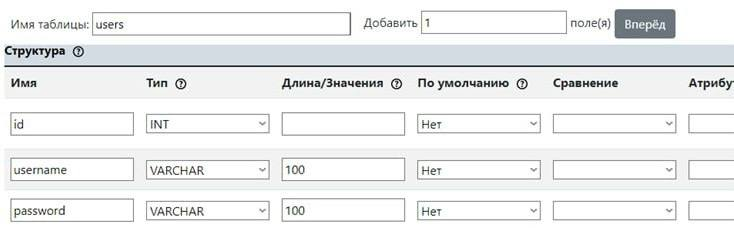 Имя таблицы: users Добавить 1 поле(я) Вперёд
Структура
Имя Тип Длина/Значения По умолчанию Сравнение Атрибут
id INT Нет
username VARCHAR 100 Нет
password VARCHAR 100 Нет